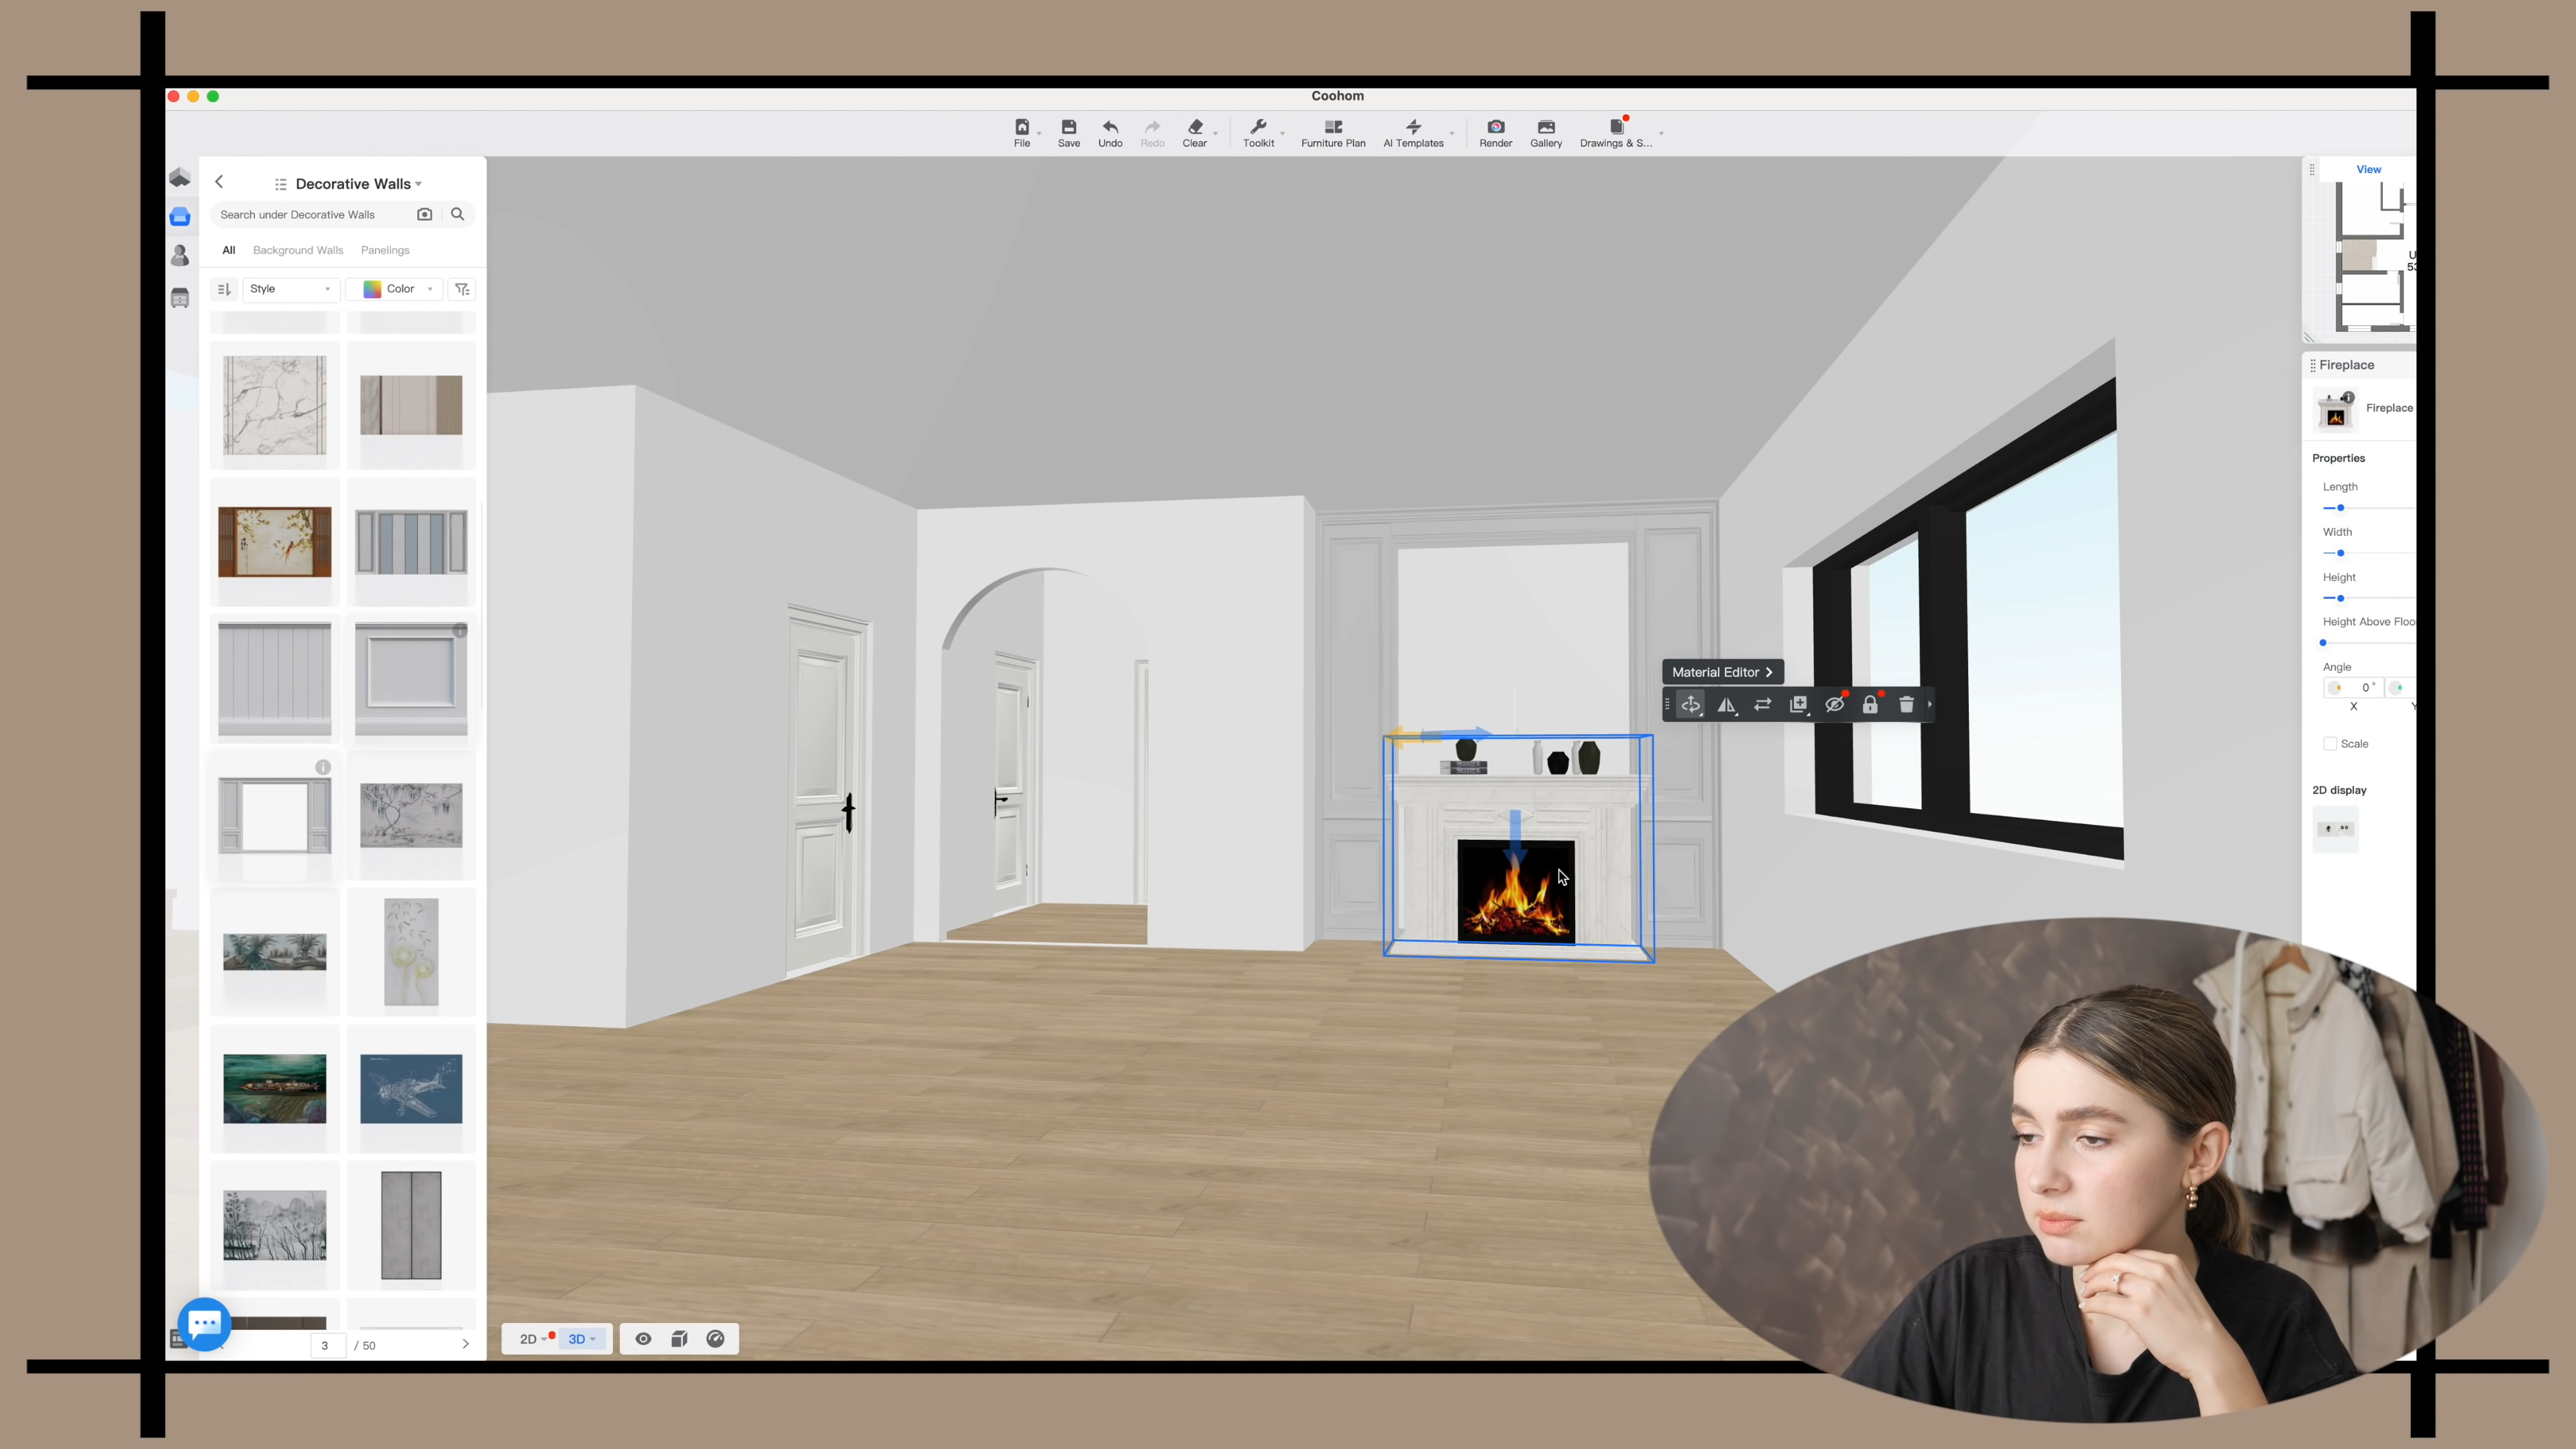 Coohom
File
Save
Undo
Redo
Clear
Toolkit
Furniture Plan
AI Templates
Render
Gallery
Drawings & S...
Decorative Walls
Search under Decorative Walls
All
Background Walls
Panelings
Style
Color
3
/ 50
2D
3D
Material Editor
View
U
53
Fireplace
Fireplace
Properties
Length
Width
Height
Height Above Floo
Angle
0°
X
Y
Scale
2D display